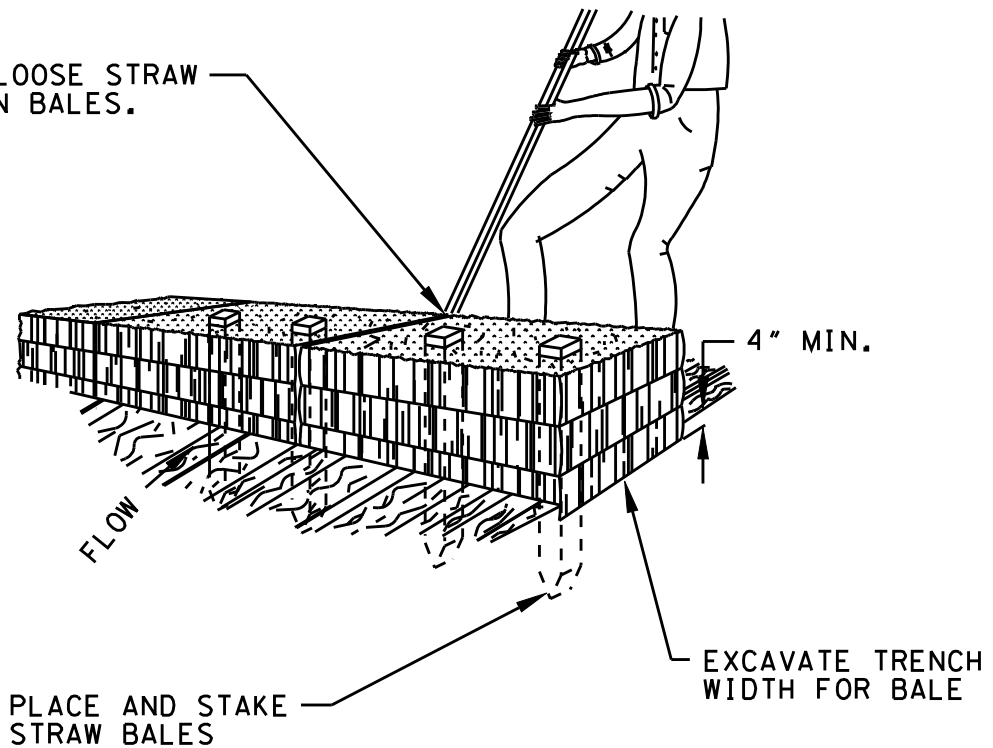 LOOSE STRAW
BALES.
4" MIN.
FLOW
EXCAVATE TRENCH
WIDTH FOR BALE
PLACE AND STAKE
STRAW BALES